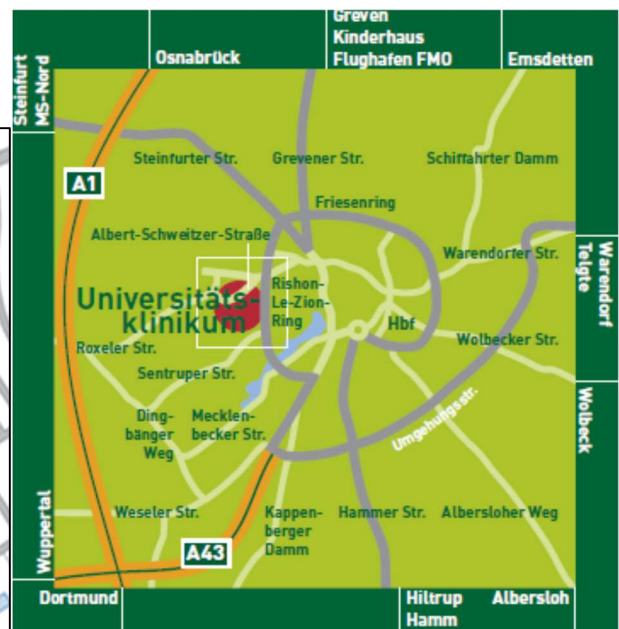 Greven
Kinderhaus
Flughafen FMO
Osnabrück
Emsdetten
Steinfurt
MS-Nord
Steinfurter Str.
Grevener Str.
Schiffahrter Damm
A1
Friesenring
Albert-Schweitzer-Straße
Warendorfer Str.
Warendorf
Telgte
Universitäts-
klinikum
Rishon-
Le-Zion-
Ring
Hbf
Roxeler Str.
Wolbecker Str.
Sentruper Str.
Ding-
bänger
Weg
Mecklen-
becker Str.
Umgehungsstr.
Wolbeck
Wuppertal
Weseler Str.
Kappen-
berger
Damm
Hammer Str.
Albersloher Weg
A43
Dortmund
Hiltrup
Hamm
Albersloh